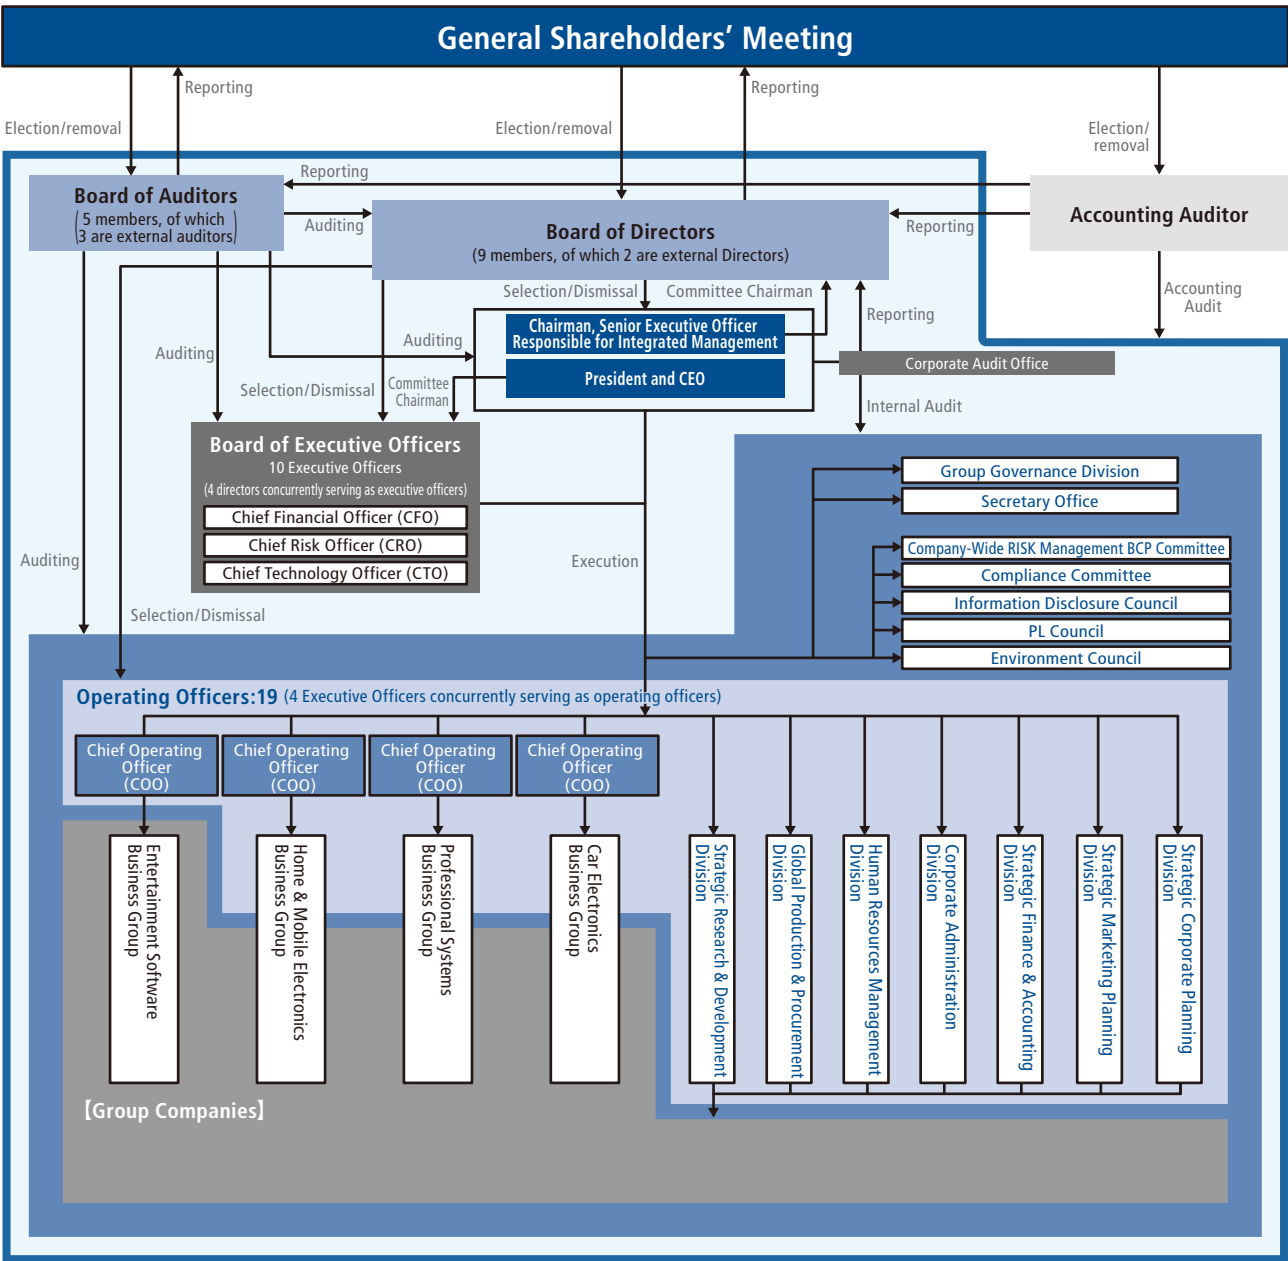 General Shareholders’ Meeting
Reporting
Reporting
Election/removal
Election/removal
Election/
removal
Reporting
Board of Auditors
(5 members, of which
3 are external auditors)
Auditing
Board of Directors
(9 members, of which 2 are external Directors)
Reporting
Accounting Auditor
Selection/Dismissal
Committee Chairman
Accounting
Audit
Reporting
Chairman, Senior Executive Officer
Responsible for Integrated Management
Auditing
Auditing
President and CEO
Corporate Audit Office
Selection/Dismissal
Committee
Chairman
Internal Audit
Board of Executive Officers
10 Executive Officers
(4 directors concurrently serving as executive officers)
Chief Financial Officer (CFO)
Chief Risk Officer (CRO)
Chief Technology Officer (CTO)
Group Governance Division
Secretary Office
Auditing
Execution
Company-Wide RISK Management BCP Committee
Compliance Committee
Information Disclosure Council
PL Council
Environment Council
Selection/Dismissal
Operating Officers:19 (4 Executive Officers concurrently serving as operating officers)
Chief Operating
Officer
(COO)
Chief Operating
Officer
(COO)
Chief Operating
Officer
(COO)
Chief Operating
Officer
(COO)
Entertainment Software
Business Group
Home & Mobile Electronics
Business Group
Professional Systems
Business Group
Car Electronics
Business Group
Strategic Research & Development
Division
Global Production & Procurement
Division
Human Resources Management
Division
Corporate Administration
Division
Strategic Finance & Accounting
Division
Strategic Marketing Planning
Division
Strategic Corporate Planning
Division
【Group Companies】